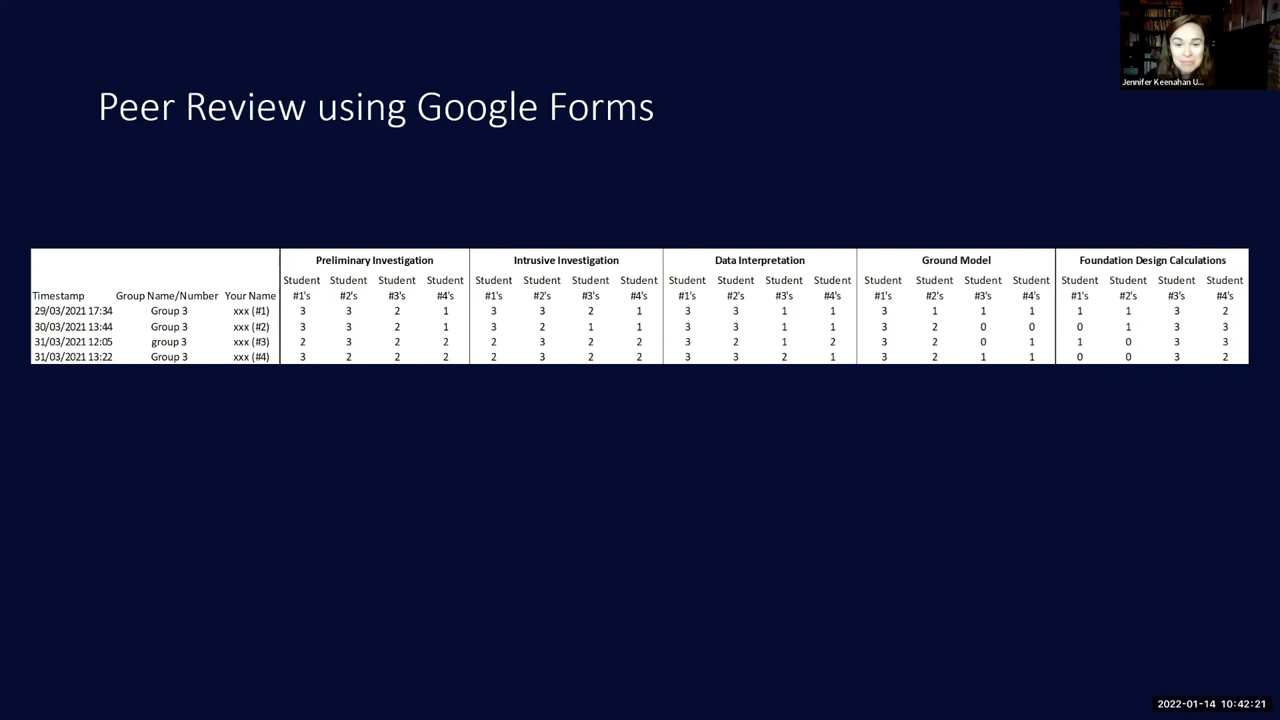 Jennifer Keenahan U...
Peer Review using Google Forms
Preliminary Investigation Intrusive Investigation Data Interpretation Ground Model Foundation Design Calculations
Student Student Student Student Student Student Student Student Student Student Student Student Student Student Student Student Student Student Student Student
Timestamp Group Name/Number Your Name #1's #2's #3's #4's #1's #2's #3's #4's #1's #2's #3's #4's #1's #2's #3's #4's #1's #2's #3's #4's
29/03/2021 17:34 Group 3 xxx (#1) 3 3 2 1 3 3 2 1 3 3 1 1 3 1 1 1 1 1 3 2
30/03/2021 13:44 Group 3 xxx (#2) 3 3 2 1 3 2 1 1 3 3 1 1 3 2 0 0 0 1 3 3
31/03/2021 12:05 group 3 xxx (#3) 2 3 2 2 2 3 2 2 3 2 1 2 3 2 0 1 1 0 3 3
31/03/2021 13:22 Group 3 xxx (#4) 3 2 2 2 2 3 2 2 3 3 2 1 3 2 1 1 0 0 3 2
2022-01-14 10:42:21